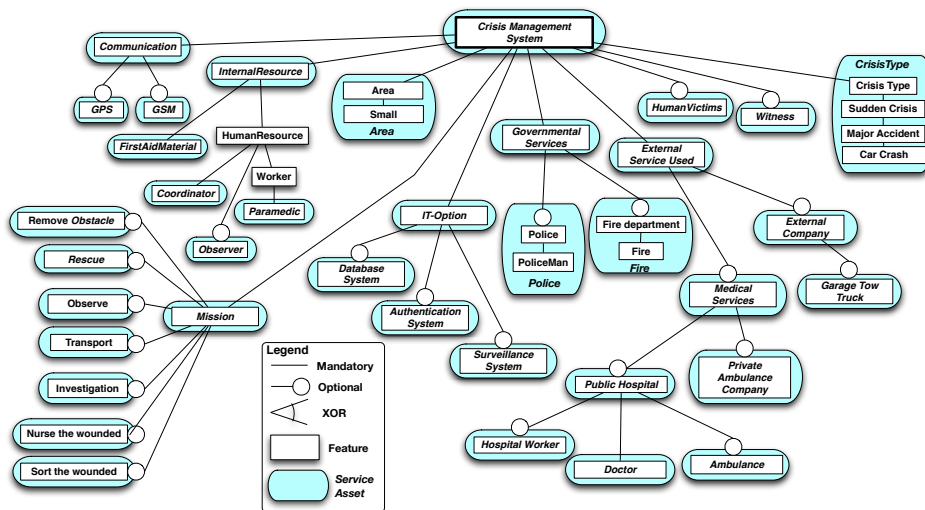 Crisis Management
System
Communication
GPS
GSM
InternalResource
FirstAidMaterial
HumanResource
Coordinator
Worker
Paramedic
Observer
Area
Small
Area
Governmental
Services
External
Service Used
HumanVictims
Witness
CrisisType
Crisis Type
Sudden Crisis
Major Accident
Car Crash
Remove Obstacle
Rescue
Observe
Transport
Investigation
Nurse the wounded
Sort the wounded
Mission
IT-Option
Database
System
Authentication
System
Surveillance
System
Police
PoliceMan
Police
Fire department
Fire
Fire
External
Company
Garage Tow
Truck
Medical
Services
Private
Ambulance
Company
Public Hospital
Hospital Worker
Doctor
Ambulance
Legend
Mandatory
Optional
XOR
Feature
Service
Asset